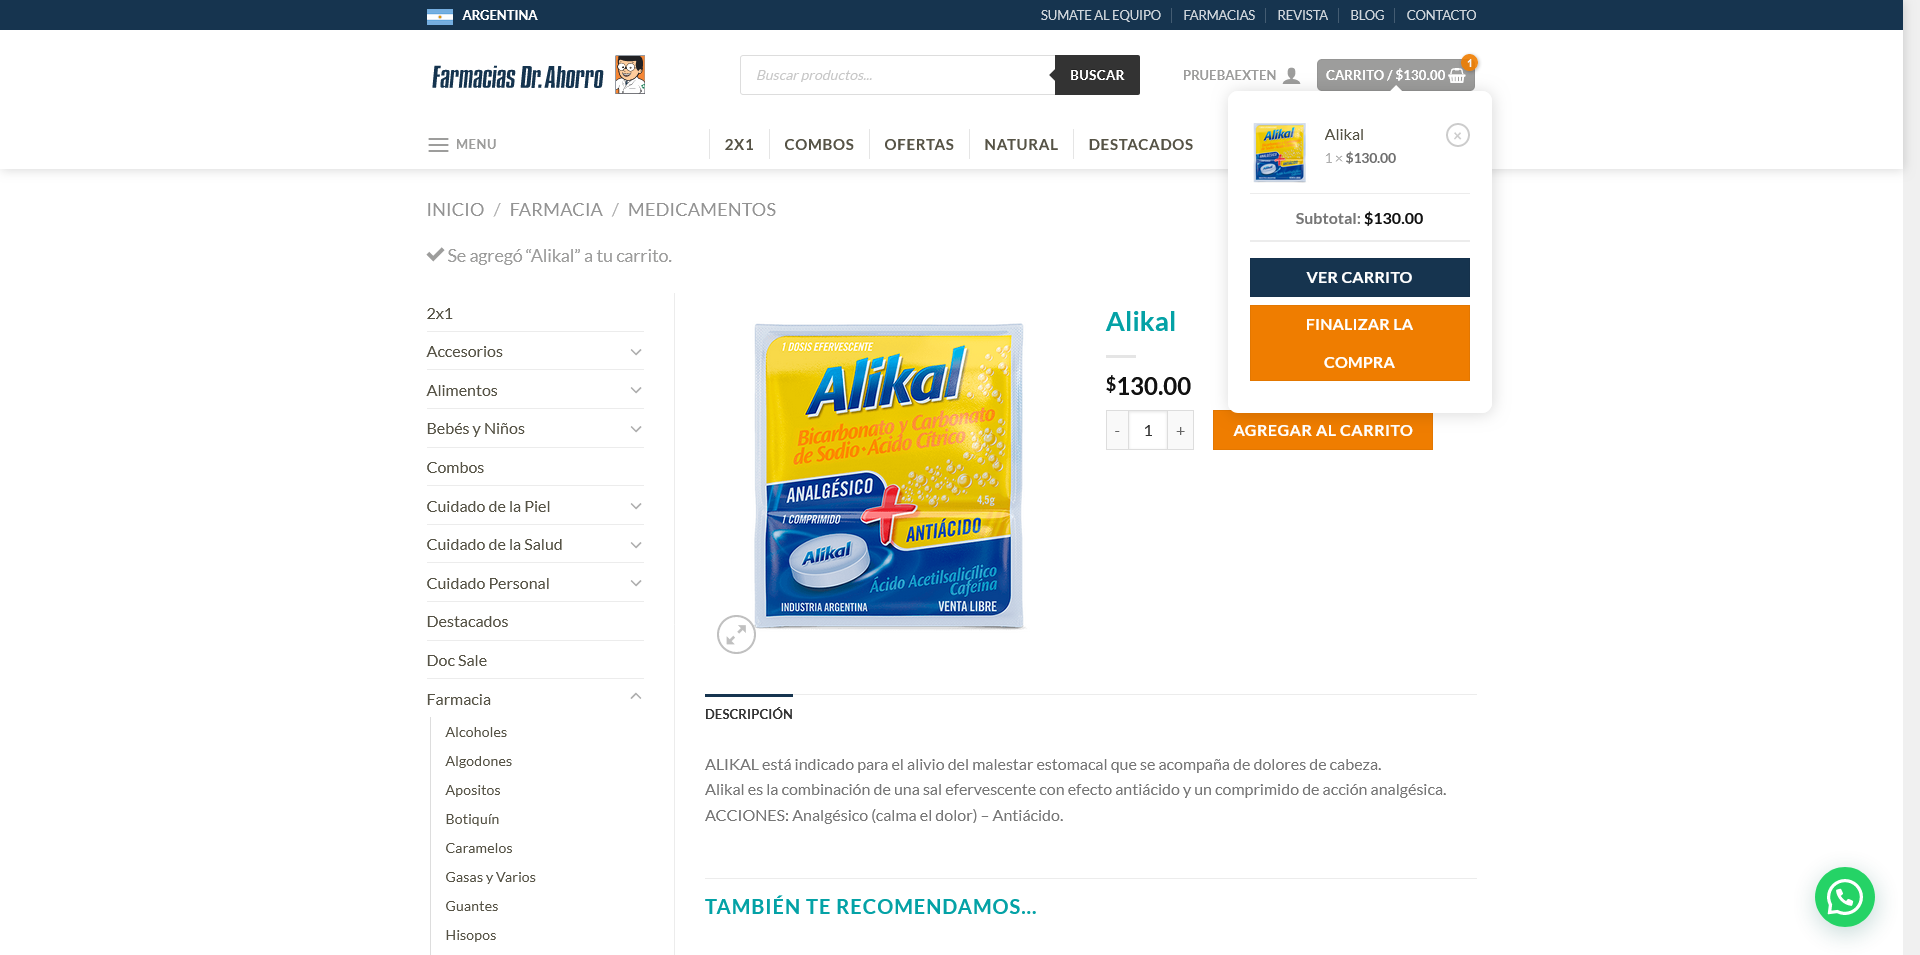 ARGENTINA
SUMATE AL EQUIPO
FARMACIAS
REVISTA
BLOG
CONTACTO
Farmacias Dr. Ahorro
Buscar productos...
BUSCAR
PRUEBAEXTEN
CARRITO / $130.00
1
MENU
2X1
COMBOS
OFERTAS
NATURAL
DESTACADOS
Alikal
1 × $130.00
×
Subtotal: $130.00
VER CARRITO
FINALIZAR LA
COMPRA
INICIO / FARMACIA / MEDICAMENTOS
Se agregó “Alikal” a tu carrito.
2x1
Accesorios
Alimentos
Bebés y Niños
Combos
Cuidado de la Piel
Cuidado de la Salud
Cuidado Personal
Destacados
Doc Sale
Farmacia
Alcoholes
Algodones
Apositos
Botiquín
Caramelos
Gasas y Varios
Guantes
Hisopos
1 DOSIS EFERVESCENTE
Alikal
Bicarbonato y Carbonato
de Sodio · Ácido Cítrico
ANALGÉSICO
4,5g
1 COMPRIMIDO
ANTIÁCIDO
Alikal
Ácido Acetilsalicílico
Cafeína
INDUSTRIA ARGENTINA
VENTA LIBRE
Alikal
$130.00
- 1 +
AGREGAR AL CARRITO
DESCRIPCIÓN
ALIKAL está indicado para el alivio del malestar estomacal que se acompaña de dolores de cabeza.
Alikal es la combinación de una sal efervescente con efecto antiácido y un comprimido de acción analgésica.
ACCIONES: Analgésico (calma el dolor) – Antiácido.
TAMBIÉN TE RECOMENDAMOS...